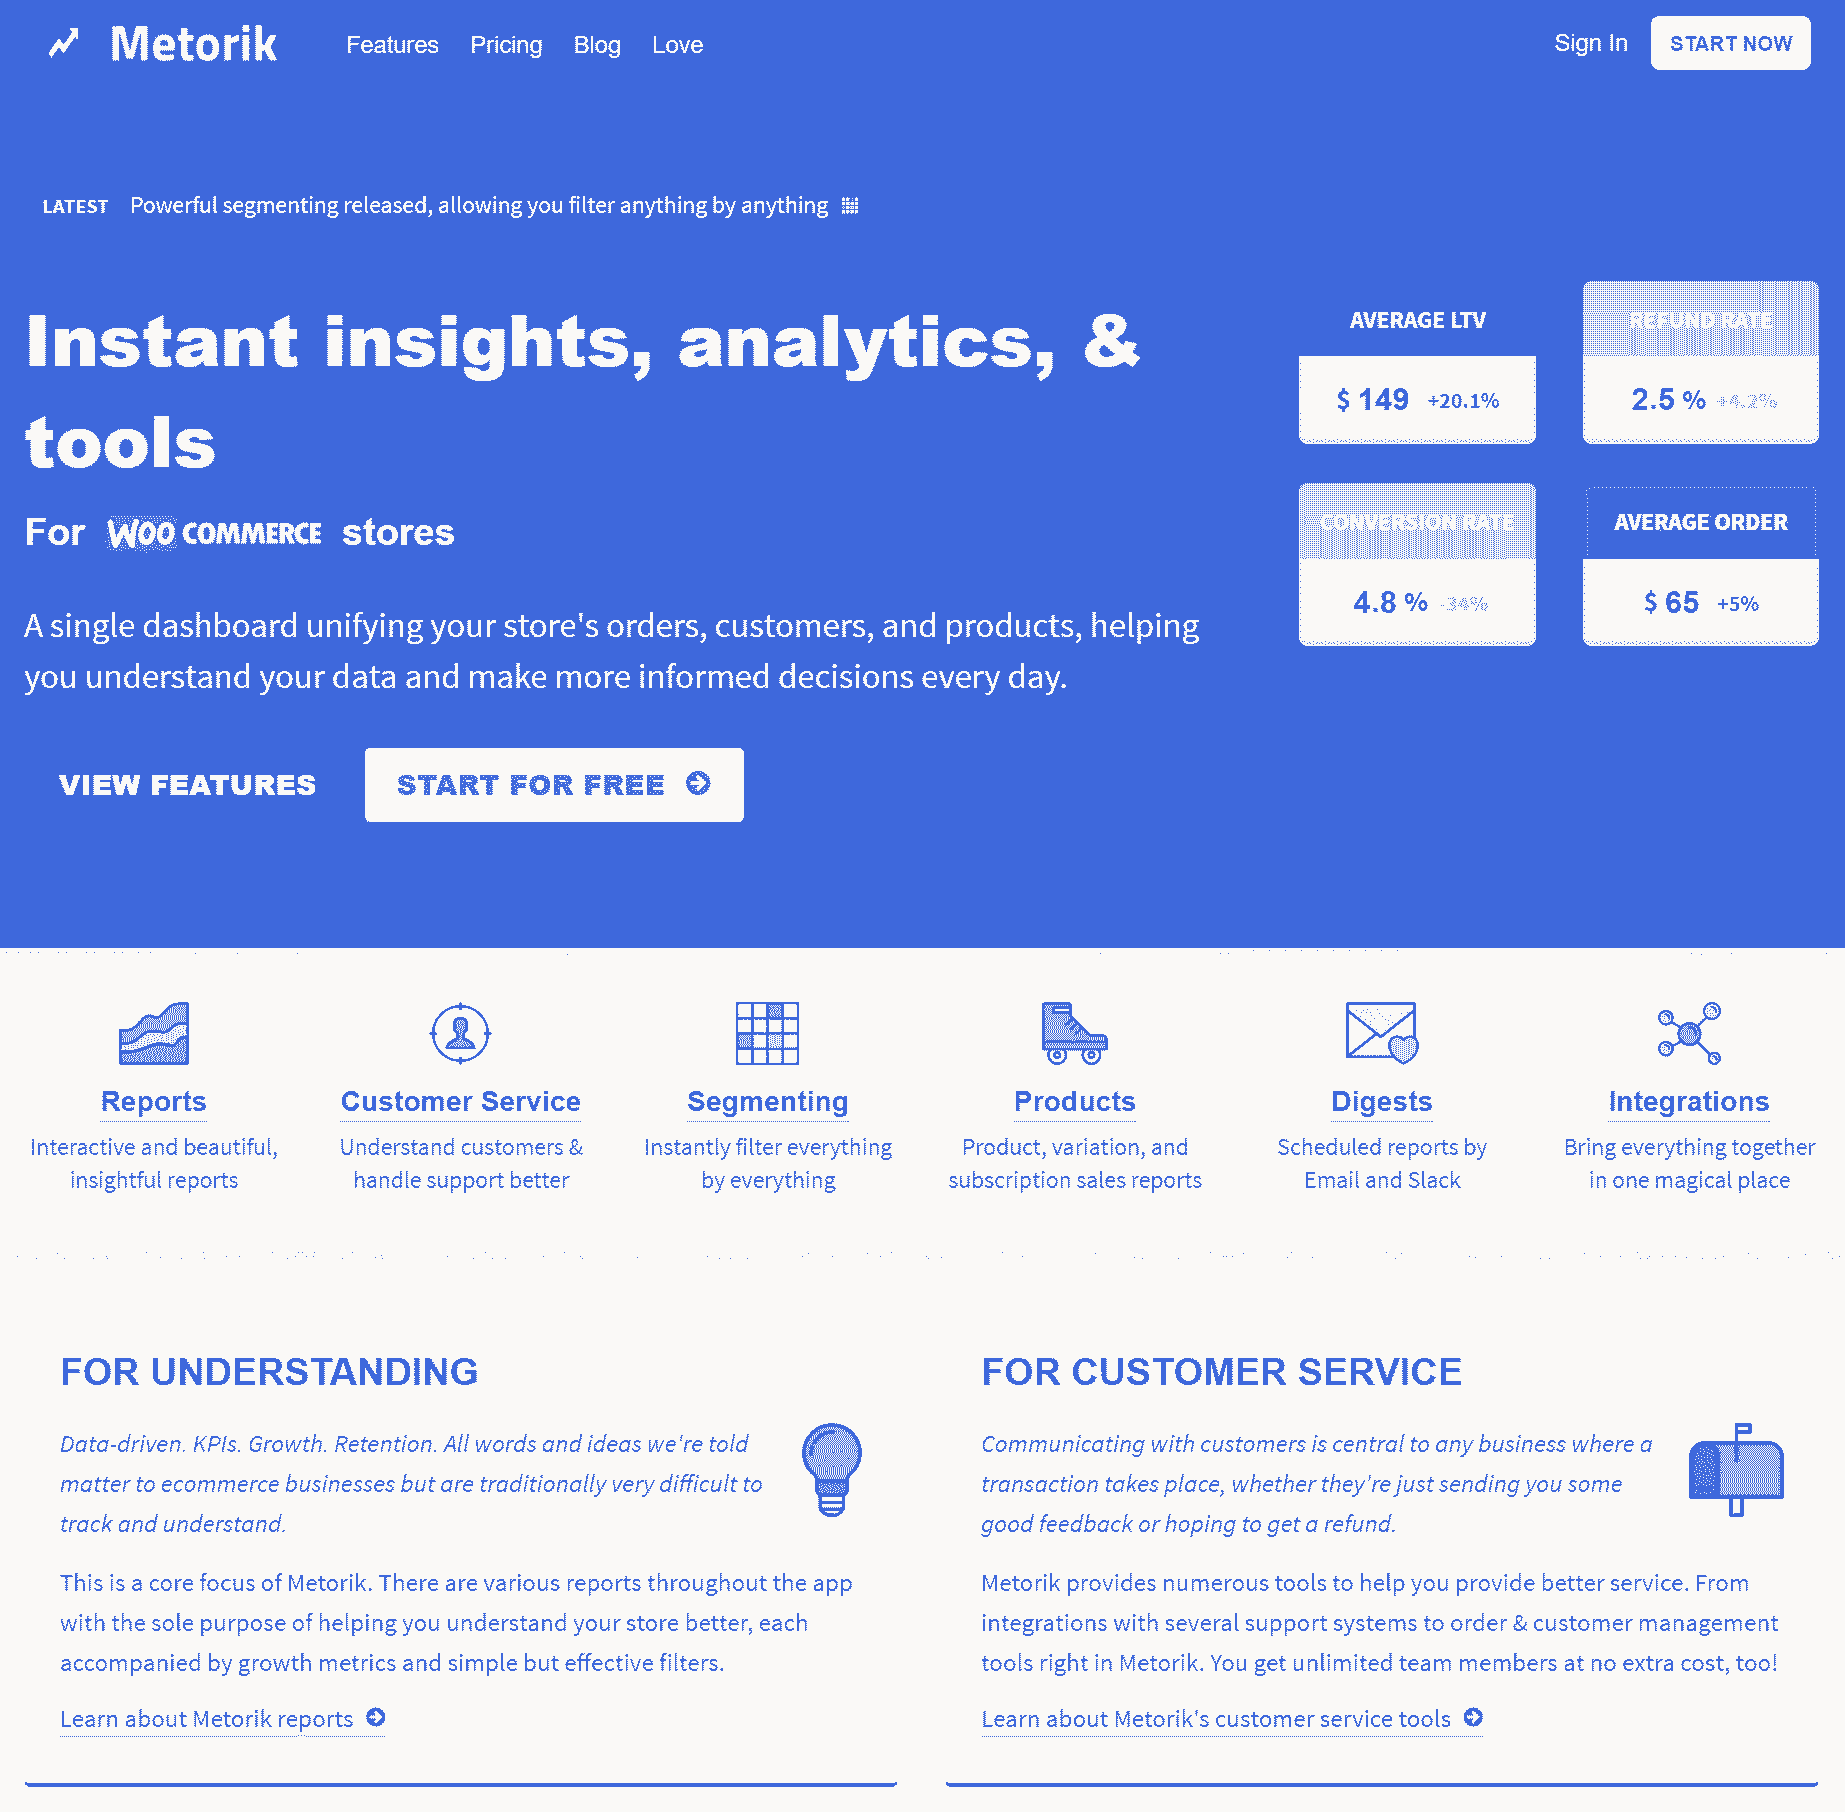 Metorik
Features Pricing Blog Love
Sign In
START NOW
LATEST Powerful segmenting released, allowing you filter anything by anything
Instant insights, analytics, &
tools
For WOO COMMERCE stores
A single dashboard unifying your store's orders, customers, and products, helping
you understand your data and make more informed decisions every day.
VIEW FEATURES
START FOR FREE
AVERAGE LTV
$ 149 +20.1%
REFUND RATE
2.5 % +4.2%
CONVERSION RATE
4.8 % -34%
AVERAGE ORDER
$ 65 +5%
Reports
Interactive and beautiful,
insightful reports
Customer Service
Understand customers &
handle support better
Segmenting
Instantly filter everything
by everything
Products
Product, variation, and
subscription sales reports
Digests
Scheduled reports by
Email and Slack
Integrations
Bring everything together
in one magical place
FOR UNDERSTANDING
Data-driven. KPIs. Growth. Retention. All words and ideas we're told
matter to ecommerce businesses but are traditionally very difficult to
track and understand.
This is a core focus of Metorik. There are various reports throughout the app
with the sole purpose of helping you understand your store better, each
accompanied by growth metrics and simple but effective filters.
Learn about Metorik reports
FOR CUSTOMER SERVICE
Communicating with customers is central to any business where a
transaction takes place, whether they're just sending you some
good feedback or hoping to get a refund.
Metorik provides numerous tools to help you provide better service. From
integrations with several support systems to order & customer management
tools right in Metorik. You get unlimited team members at no extra cost, too!
Learn about Metorik's customer service tools